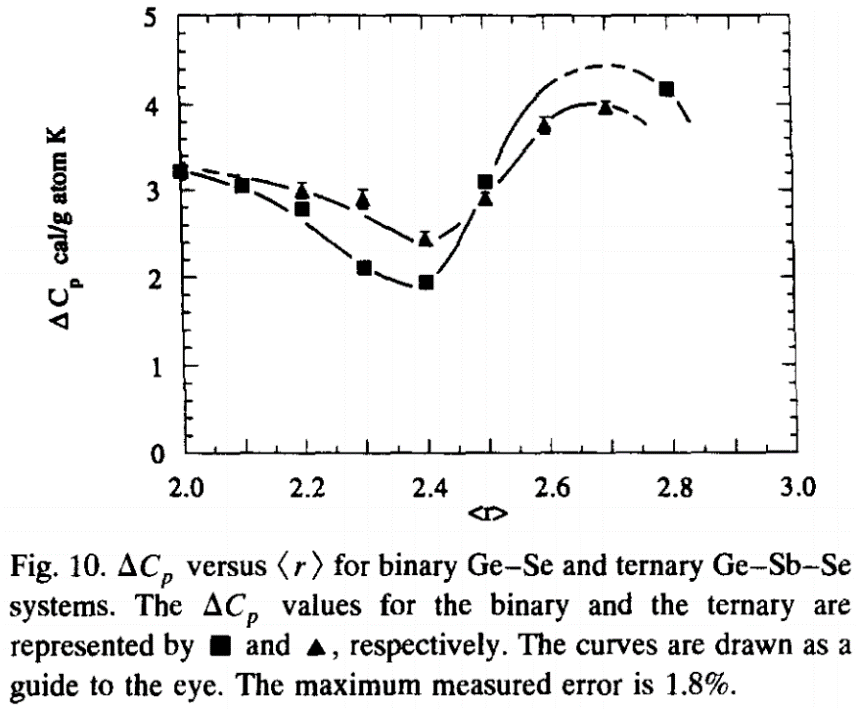 5
4
3
2
1
0
ΔC_p cal/g atom K
2.0 2.2 2.4 2.6 2.8 3.0
<r>
Fig. 10. ΔC_p versus ⟨r⟩ for binary Ge–Se and ternary Ge–Sb–Se
systems. The ΔC_p values for the binary and the ternary are
represented by ■ and ▲, respectively. The curves are drawn as a
guide to the eye. The maximum measured error is 1.8%.